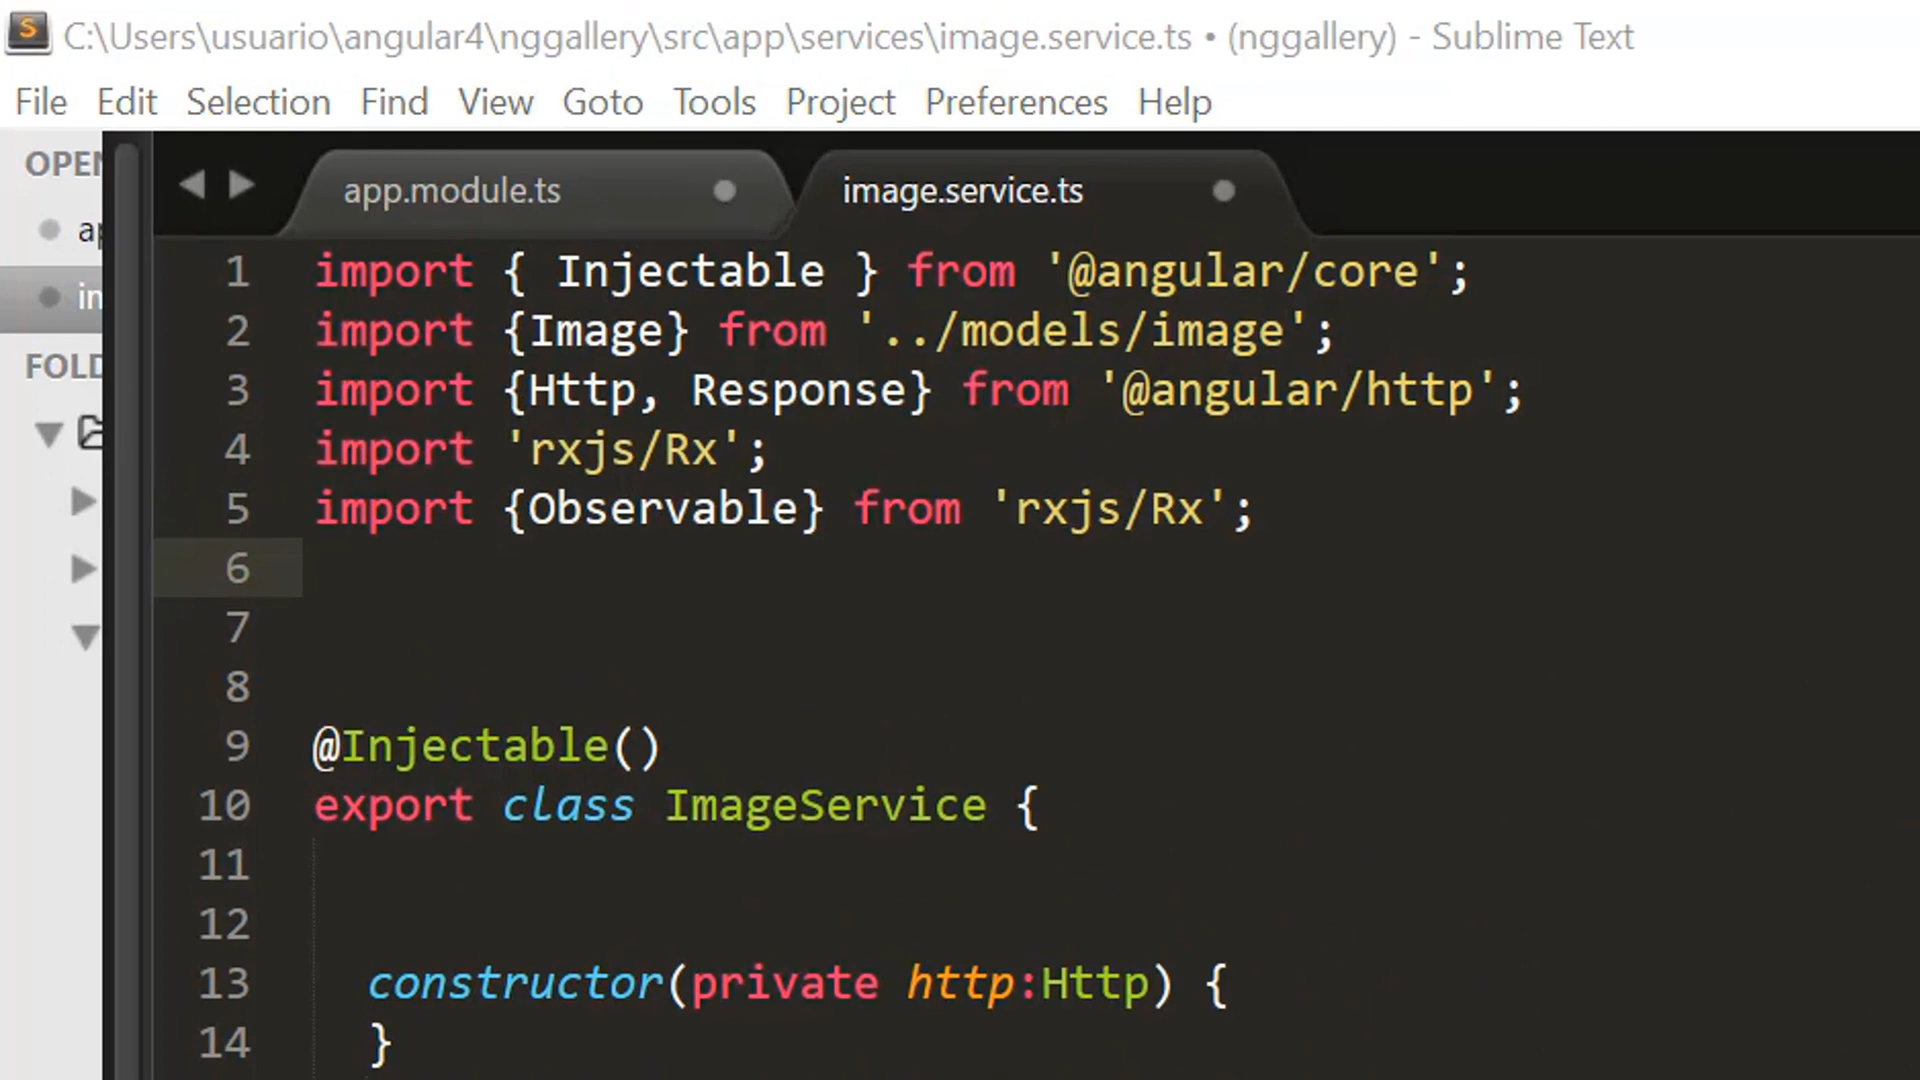 S C:\Users\usuario\angular4\nggallery\src\app\services\image.service.ts • (nggallery) - Sublime Text
File Edit Selection Find View Goto Tools Project Preferences Help
OPEN
app.module.ts image.service.ts
1 import { Injectable } from '@angular/core';
2 import {Image} from '../models/image';
3 import {Http, Response} from '@angular/http';
4 import 'rxjs/Rx';
5 import {Observable} from 'rxjs/Rx';
6
7
8
9 @Injectable()
10 export class ImageService {
11
12
13 constructor(private http:Http) {
14 }
FOLD